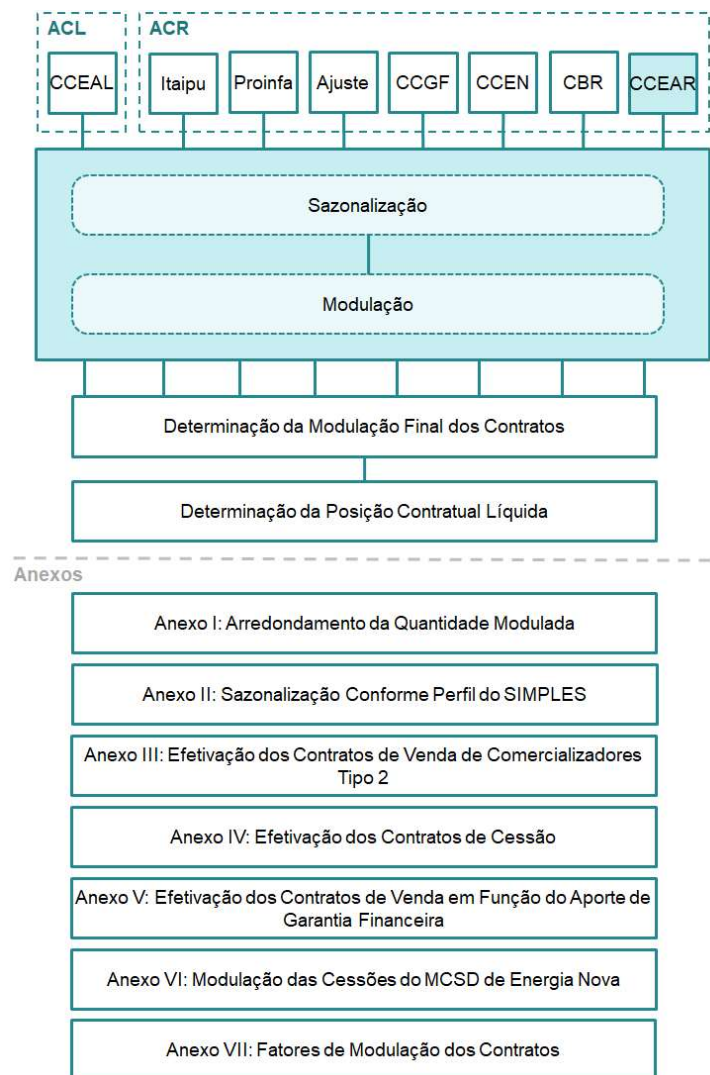 ACL
ACR
CCEAL
Itaipu
Proinfa
Ajuste
CCGF
CCEN
CBR
CCEAR
Sazonalização
Modulação
Determinação da Modulação Final dos Contratos
Determinação da Posição Contratual Líquida
Anexos
Anexo I: Arredondamento da Quantidade Modulada
Anexo II: Sazonalização Conforme Perfil do SIMPLES
Anexo III: Efetivação dos Contratos de Venda de Comercializadores
Tipo 2
Anexo IV: Efetivação dos Contratos de Cessão
Anexo V: Efetivação dos Contratos de Venda em Função do Aporte de
Garantia Financeira
Anexo VI: Modulação das Cessões do MCSD de Energia Nova
Anexo VII: Fatores de Modulação dos Contratos